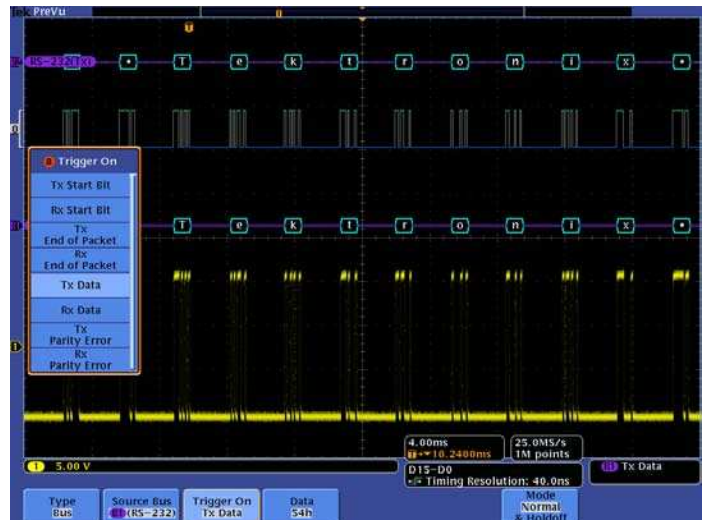 Tek PreVu
T
RS-232(Tx) • T e k t r o n i x •
Trigger On
Tx Start Bit
Rx Start Bit
T e k t r o n i x •
Tx
End of Packet
Rx
End of Packet
Tx Data
Rx Data
Tx
Parity Error
Rx
Parity Error
4.00ms
T→▼10.2400ms
25.0MS/s
1M points
1 5.00 V
D15-D0
Timing Resolution: 40.0ns
B1 Tx Data
Type
Bus
Source Bus
B1 (RS-232)
Trigger On
Tx Data
Data
54h
Mode
Normal
& Holdoff